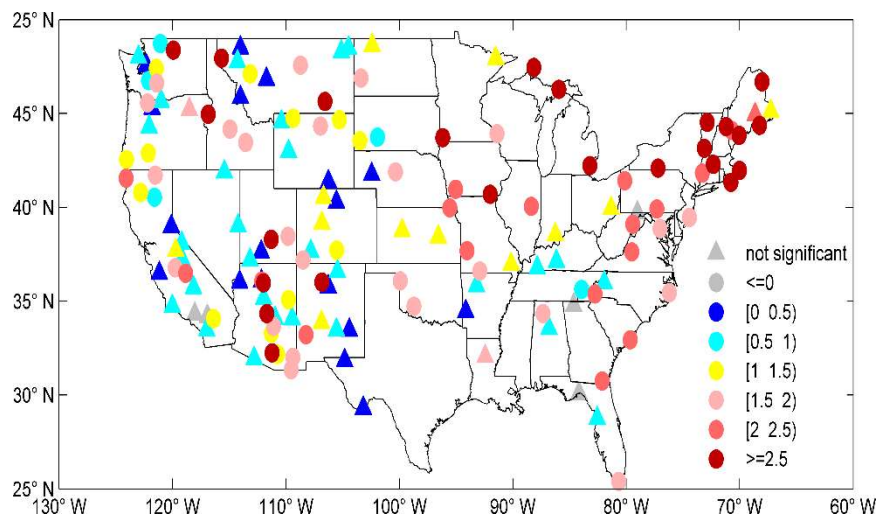 25° N
45° N
40° N
35° N
30° N
25° N
130° W 120° W 110° W 100° W 90° W 80° W 70° W 60° W
not significant
<=0
[0 0.5)
[0.5 1)
[1 1.5)
[1.5 2)
[2 2.5)
>=2.5